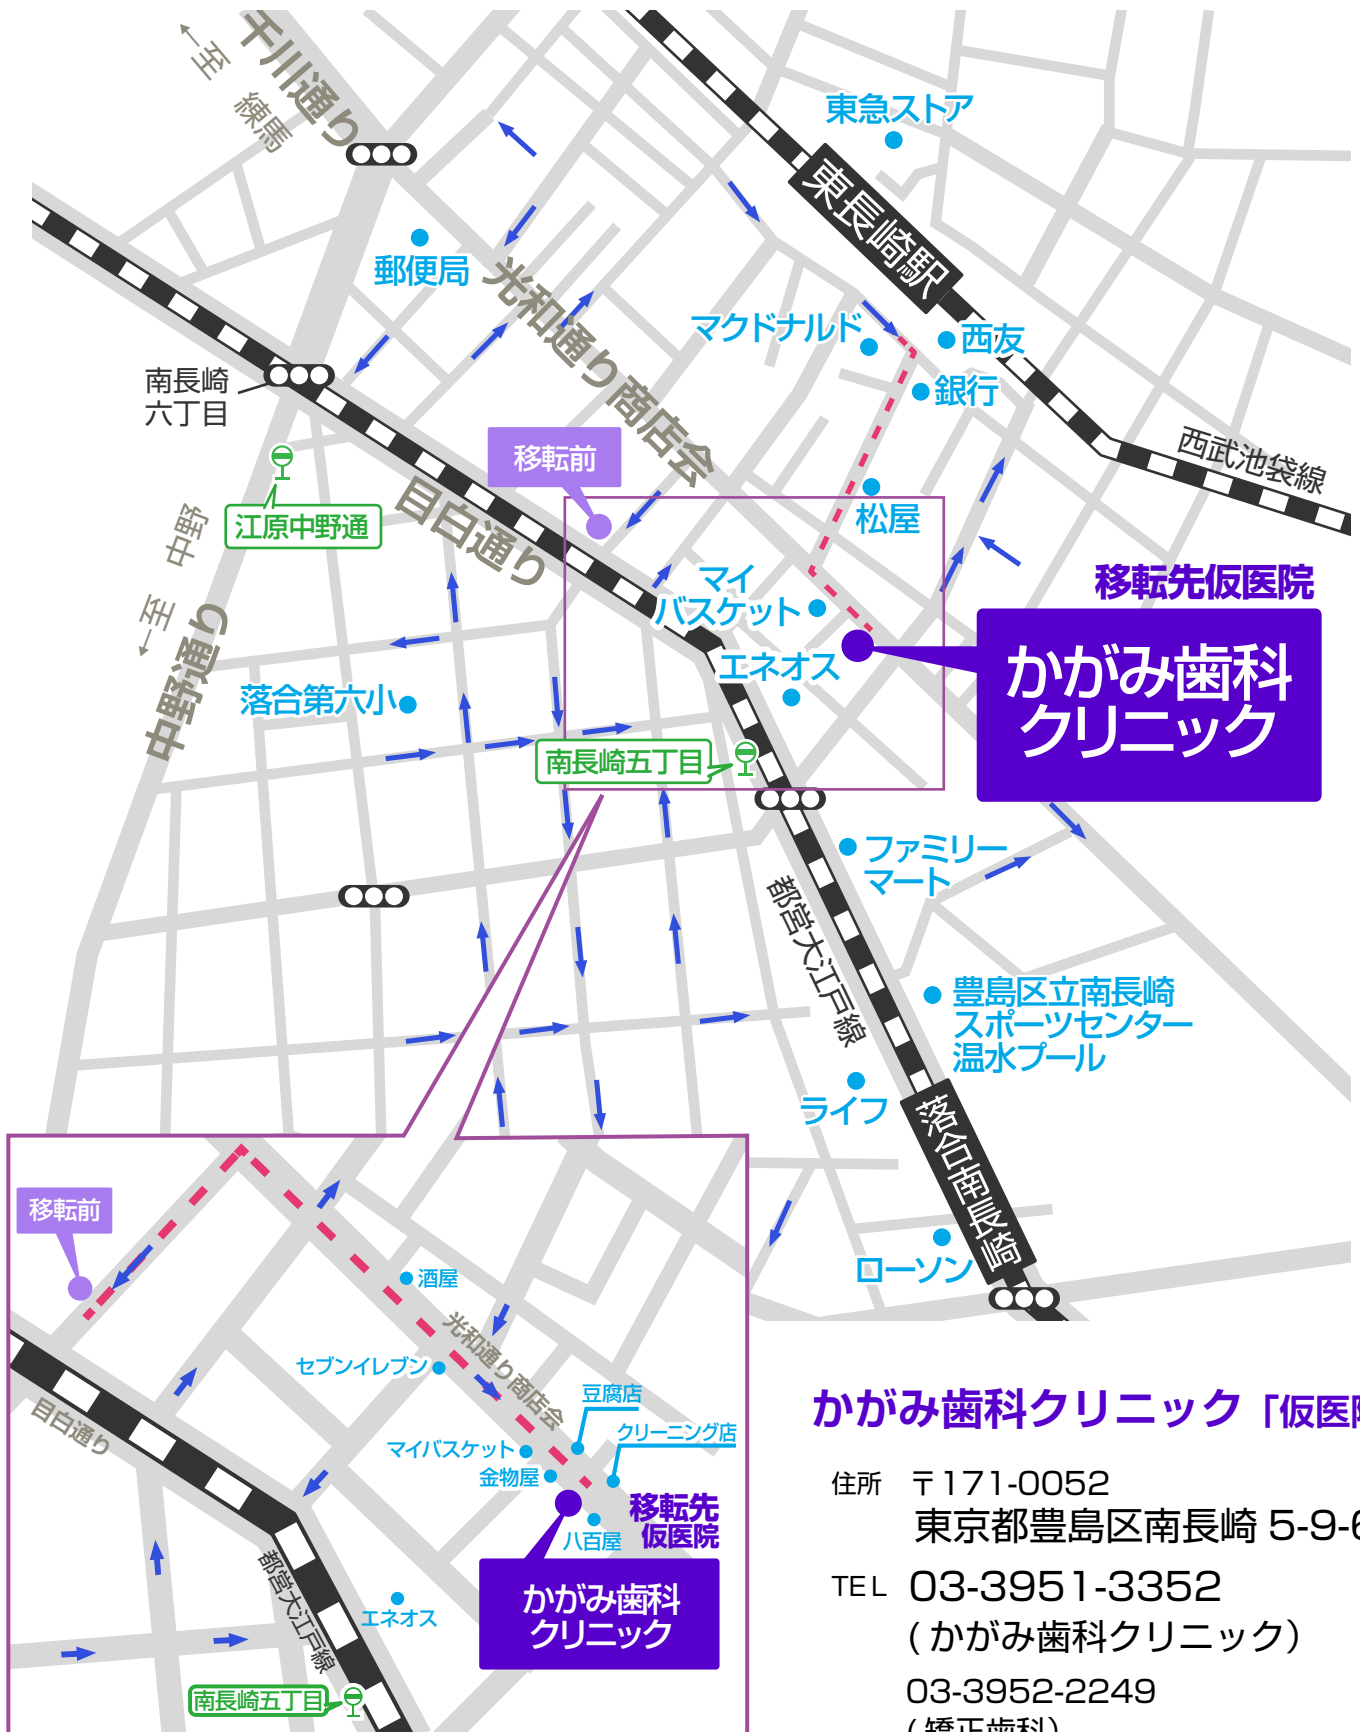 ←至 練馬
千川通り
東急ストア
東長崎駅
郵便局
光和通り商店会
マクドナルド
西友
銀行
南長崎
六丁目
移転前
西武池袋線
江原中野通
目白通り
松屋
←至 中野
中野通り
マイ
バスケット
移転先仮医院
かがみ歯科
クリニック
エネオス
落合第六小
南長崎五丁目
ファミリー
マート
都営大江戸線
豊島区立南長崎
スポーツセンター
温水プール
ライフ
落合南長崎
ローソン
移転前
酒屋
光和通り商店会
セブンイレブン
豆腐店
クリーニング店
目白通り
マイバスケット
金物屋
移転先
仮医院
八百屋
都営大江戸線
エネオス
かがみ歯科
クリニック
南長崎五丁目
かがみ歯科クリニック「仮医
住所 〒171-0052
東京都豊島区南長崎 5-9-
TEL 03-3951-3352
(かがみ歯科クリニック)
03-3952-2249
(矯正歯科)